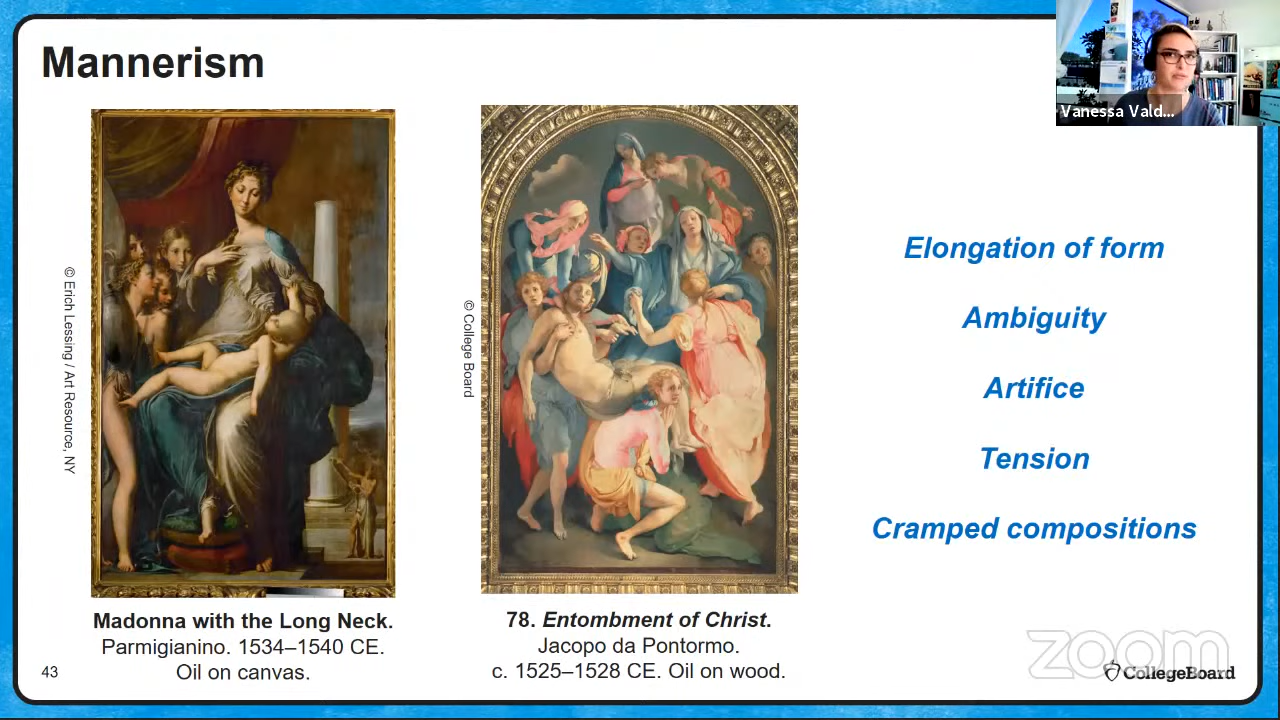 Mannerism
Vanessa Vald...
© Erich Lessing / Art Resource, NY
© College Board
Elongation of form
Ambiguity
Artifice
Tension
Cramped compositions
Madonna with the Long Neck.
Parmigianino. 1534–1540 CE.
Oil on canvas.
78. Entombment of Christ.
Jacopo da Pontormo.
c. 1525–1528 CE. Oil on wood.
43
zoom
CollegeBoard